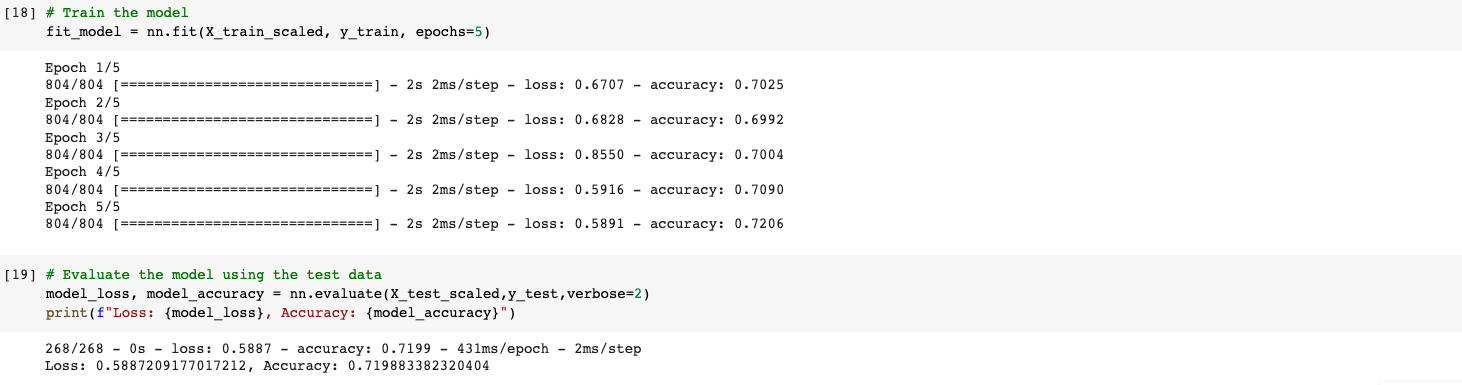 [18] # Train the model
fit_model = nn.fit(X_train_scaled, y_train, epochs=5)
Epoch 1/5
804/804 [==============================] - 2s 2ms/step - loss: 0.6707 - accuracy: 0.7025
Epoch 2/5
804/804 [==============================] - 2s 2ms/step - loss: 0.6828 - accuracy: 0.6992
Epoch 3/5
804/804 [==============================] - 2s 2ms/step - loss: 0.8550 - accuracy: 0.7004
Epoch 4/5
804/804 [==============================] - 2s 2ms/step - loss: 0.5916 - accuracy: 0.7090
Epoch 5/5
804/804 [==============================] - 2s 2ms/step - loss: 0.5891 - accuracy: 0.7206
[19] # Evaluate the model using the test data
model_loss, model_accuracy = nn.evaluate(X_test_scaled,y_test,verbose=2)
print(f"Loss: {model_loss}, Accuracy: {model_accuracy}")
268/268 - 0s - loss: 0.5887 - accuracy: 0.7199 - 431ms/epoch - 2ms/step
Loss: 0.5887209177017212, Accuracy: 0.719883382320404